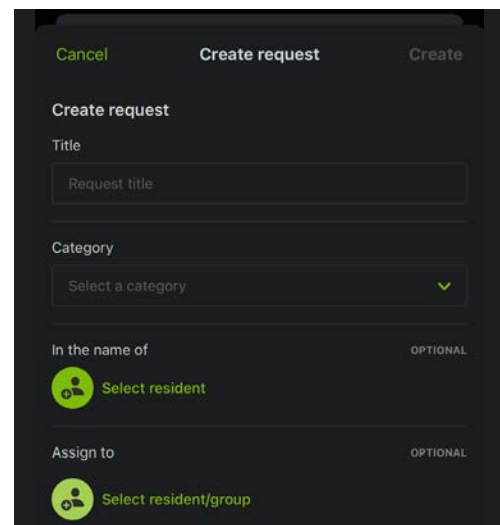 Cancel Create request Create
Create request
Title
Request title
Category
Select a category
In the name of OPTIONAL
Select resident
Assign to OPTIONAL
Select resident/group